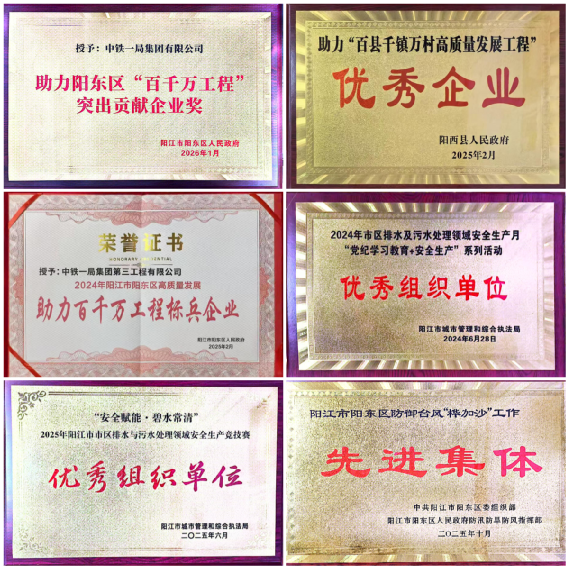 授予：中铁一局集团有限公司
助力阳东区“百千万工程”
突出贡献企业奖
阳江市阳东区人民政府
2025年1月
助力“百县千镇万村高质量发展工程”
优秀企业
阳西县人民政府
2025年2月
荣誉证书
HONORARY CREDENTIAL
授予：中铁一局集团第三工程有限公司
2024年阳江市阳东区高质量发展
助力百千万工程标兵企业
阳江市阳东区人民政府
2025年2月
2024年市区排水及污水处理领域安全生产月
“党纪学习教育+安全生产”系列活动
优秀组织单位
阳江市城市管理和综合执法局
2024年6月28日
“安全赋能·碧水常清”
2025年阳江市市区排水与污水处理领域安全生产竞技赛
优秀组织单位
阳江市城市管理和综合执法局
二〇二五年六月
阳江市阳东区防御台风“桦加沙”工作
先进集体
中共阳江市阳东区委组织部
阳江市阳东区人民政府防汛防旱防风指挥部
二〇二五年十月